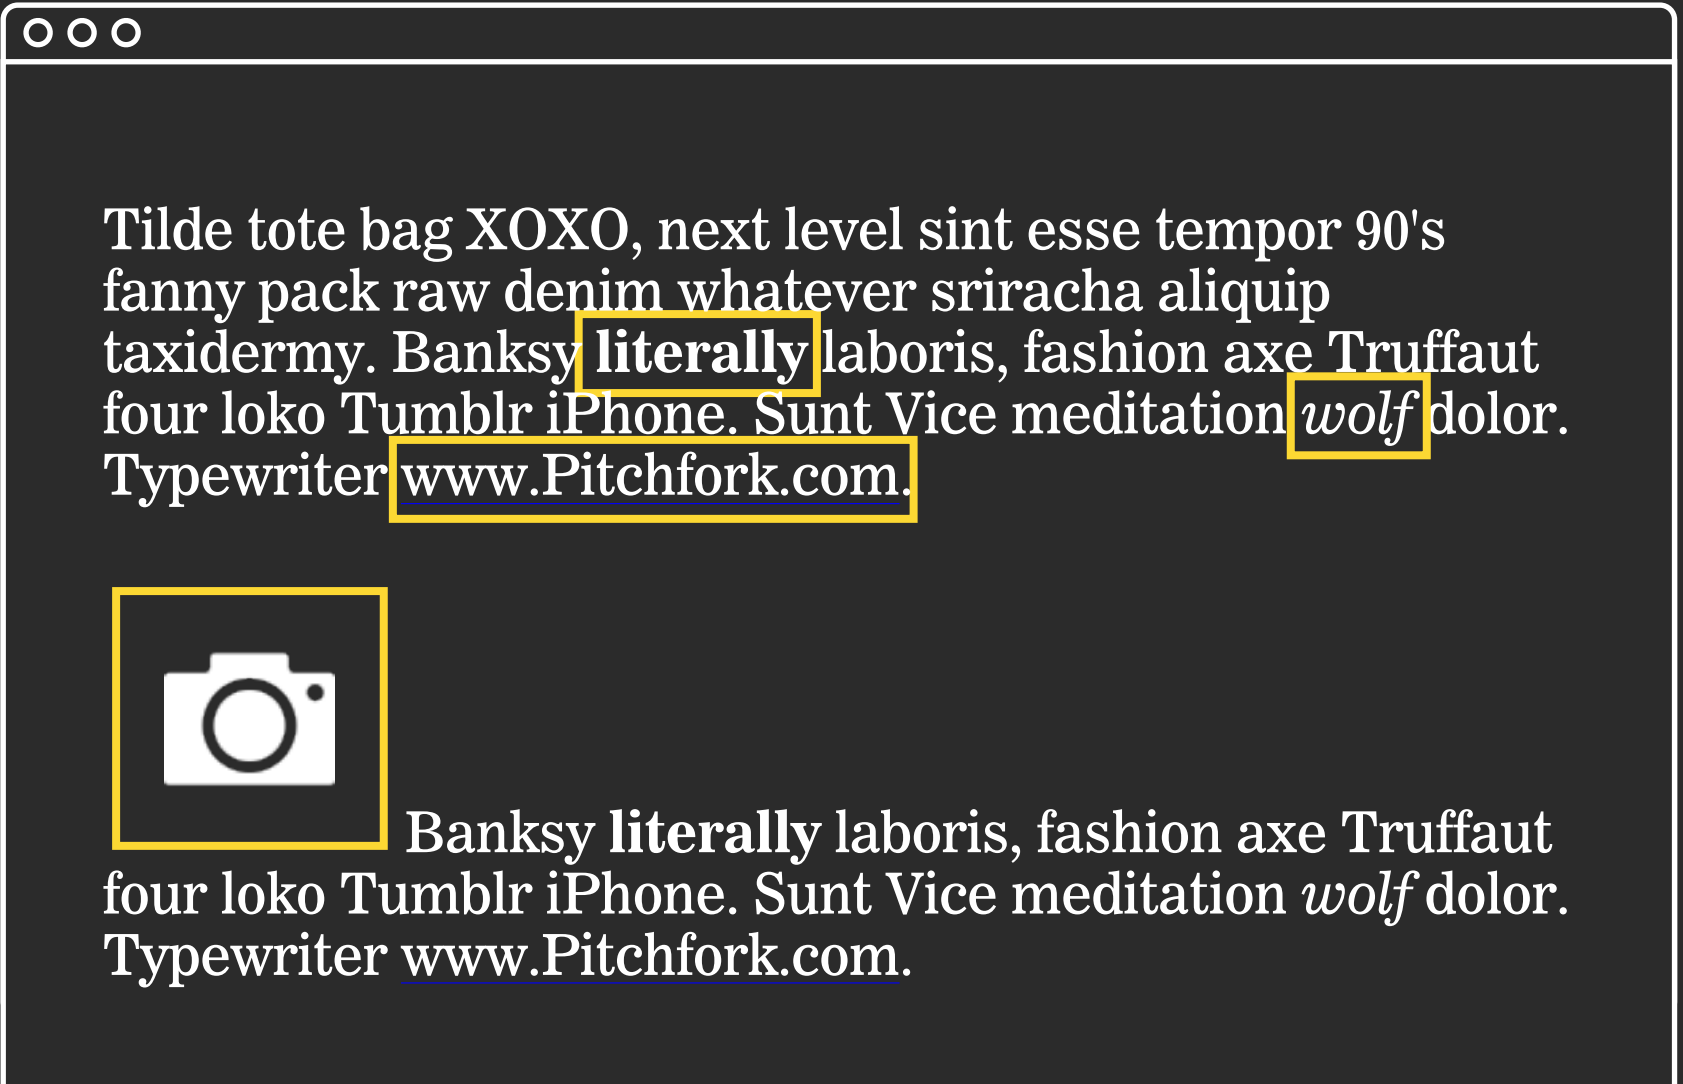 Tilde tote bag XOXO, next level sint esse tempor 90's
fanny pack raw denim whatever sriracha aliquip
taxidermy. Banksy literally laboris, fashion axe Truffaut
four loko Tumblr iPhone. Sunt Vice meditation wolf dolor.
Typewriter www.Pitchfork.com.
Banksy literally laboris, fashion axe Truffaut
four loko Tumblr iPhone. Sunt Vice meditation wolf dolor.
Typewriter www.Pitchfork.com.